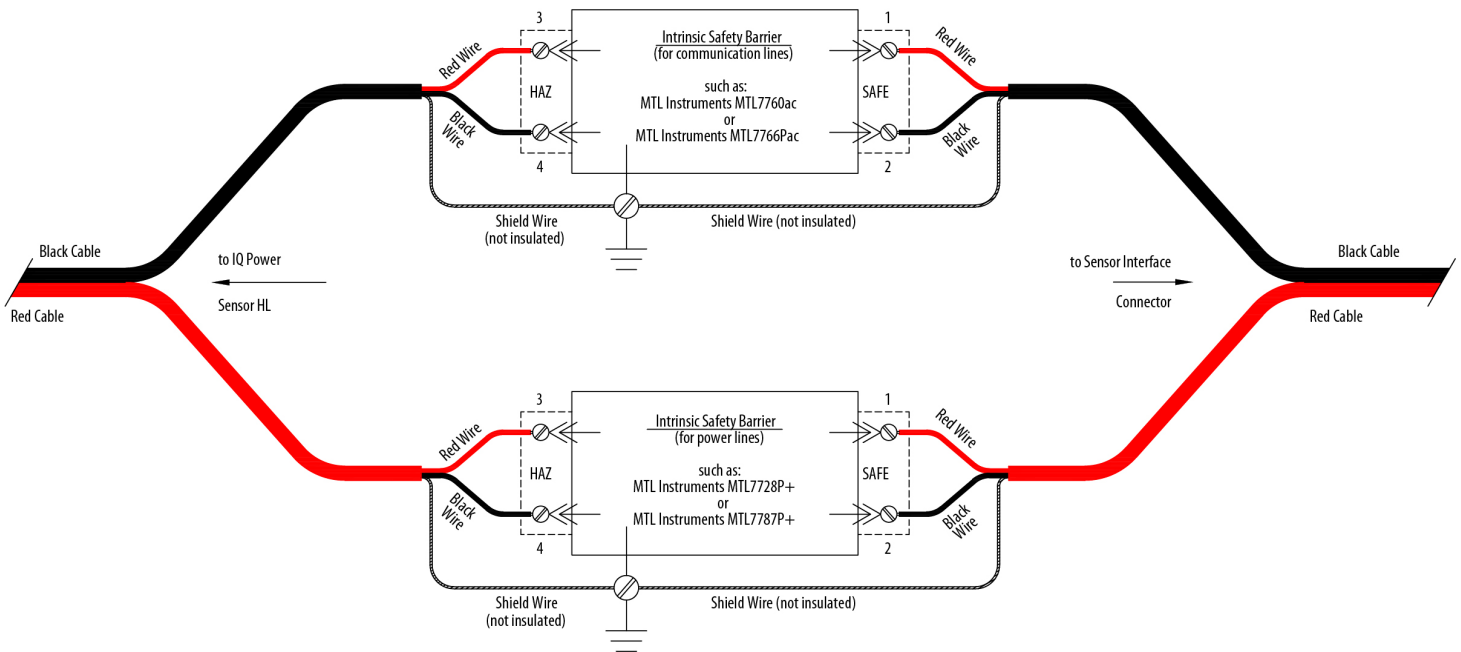 3
1
Red Wire
Intrinsic Safety Barrier
(for communication lines)
Red Wire
HAZ
such as:
MTL Instruments MTL7760ac
or
MTL Instruments MTL7766Pac
SAFE
Black
Wire
Black
Wire
4
2
Shield Wire
(not insulated)
Shield Wire (not insulated)
Black Cable
to IQ Power
Sensor HL
Red Cable
to Sensor Interface
Connector
Black Cable
Red Cable
3
1
Red Wire
Intrinsic Safety Barrier
(for power lines)
Red Wire
HAZ
such as:
MTL Instruments MTL7728P+
or
MTL Instruments MTL7787P+
SAFE
Black
Wire
Black
Wire
4
2
Shield Wire
(not insulated)
Shield Wire (not insulated)